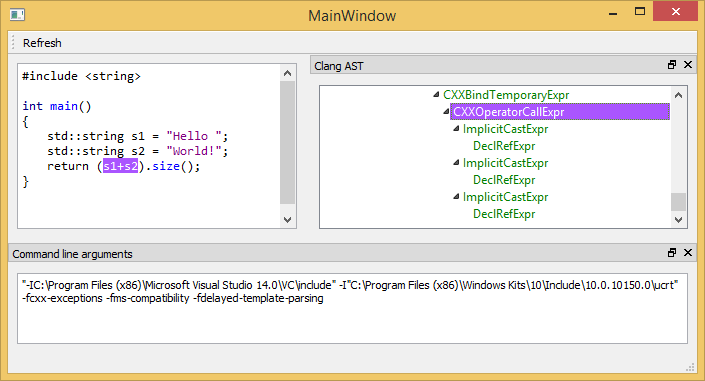 MainWindow
Refresh
#include <string>
int main()
{
std::string s1 = "Hello ";
std::string s2 = "World!";
return (s1+s2).size();
}
Clang AST
CXXBindTemporaryExpr
CXXOperatorCallExpr
ImplicitCastExpr
DeclRefExpr
ImplicitCastExpr
DeclRefExpr
ImplicitCastExpr
DeclRefExpr
Command line arguments
"-IC:\Program Files (x86)\Microsoft Visual Studio 14.0\VC\include" -I"C:\Program Files (x86)\Windows Kits\10\Include\10.0.10150.0\ucrt"
-fcxx-exceptions -fms-compatibility -fdelayed-template-parsing